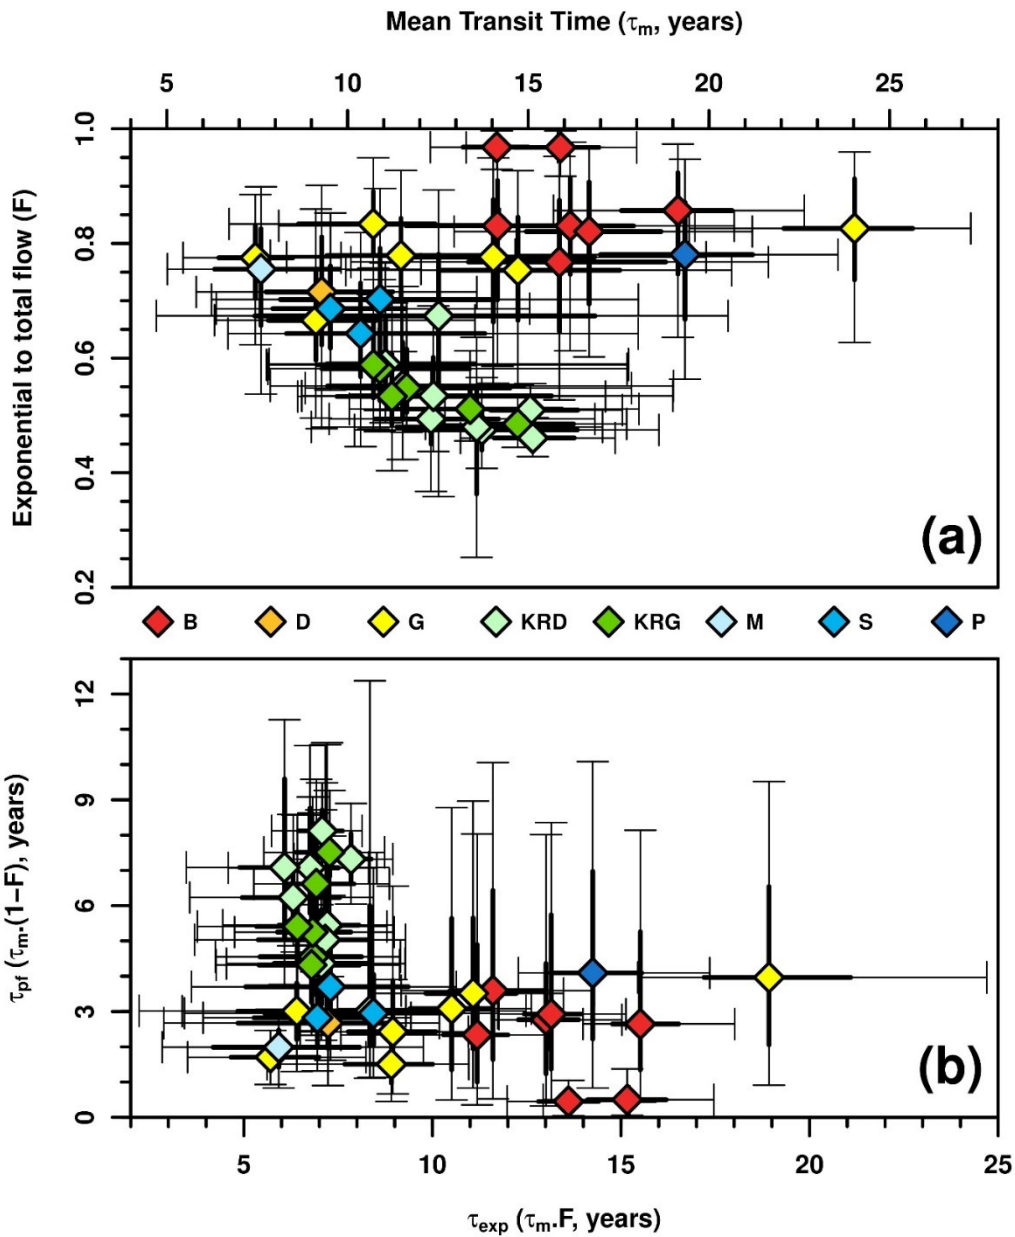 Mean Transit Time (τm, years)
5 10 15 20 25
Exponential to total flow (F)
1.0
0.8
0.6
0.4
0.2
(a)
B D G KRD KRG M S P
τpf (τm.(1−F), years)
12
9
6
3
0
(b)
5 10 15 20 25
τexp (τm.F, years)